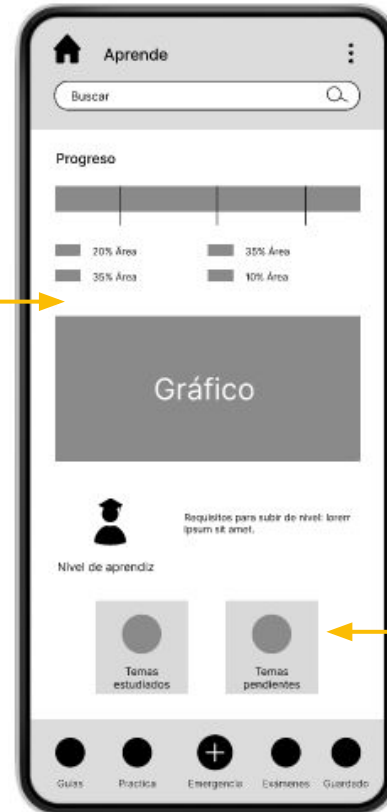 Aprende
Buscar
Progreso
20% Área
35% Área
35% Área
10% Área
Gráfico
Requisitos para subir de nivel: lorem
ipsum sit amet.
Nivel de aprendiz
Temas
estudiados
Temas
pendientes
Guías
Practica
Emergencia
Exámenes
Guardado